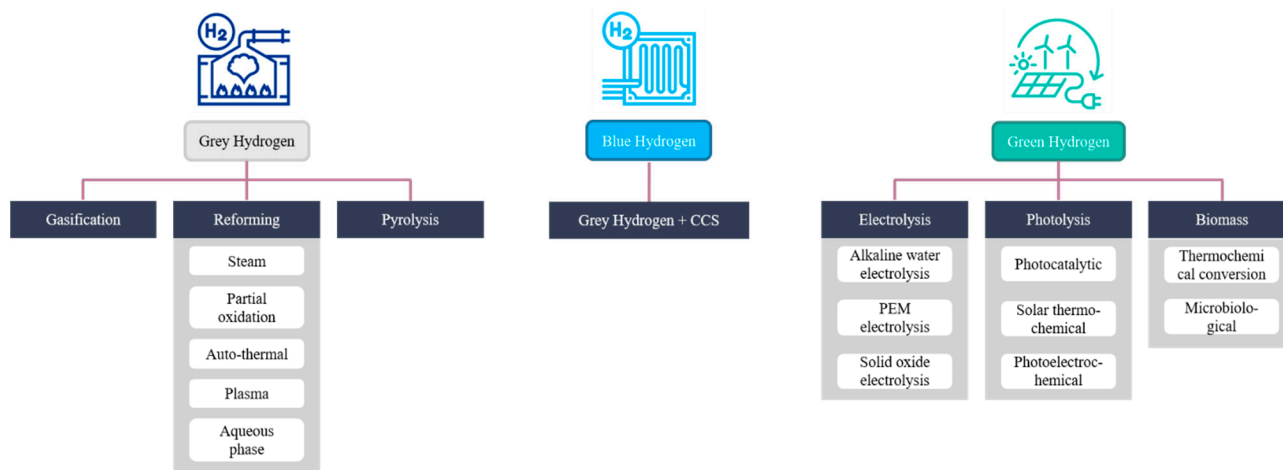 H2
Grey Hydrogen
Gasification
Reforming
Steam
Partial
oxidation
Auto-thermal
Plasma
Aqueous
phase
Pyrolysis
H2
Blue Hydrogen
Grey Hydrogen + CCS
Green Hydrogen
Electrolysis
Alkaline water
electrolysis
PEM
electrolysis
Solid oxide
electrolysis
Photolysis
Photocatalytic
Solar thermo-
chemical
Photoelectroc-
hemical
Biomass
Thermochemi
cal conversion
Microbiolo-
gical